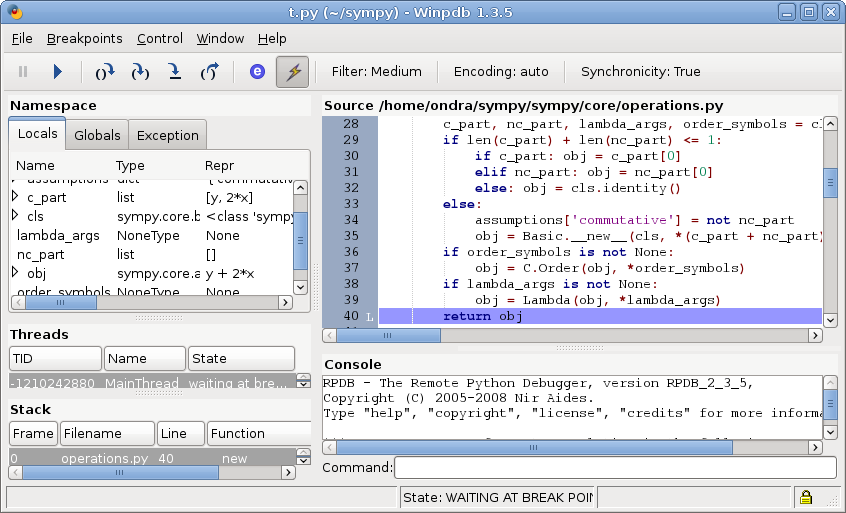 t.py (~/sympy) - Winpdb 1.3.5
File Breakpoints Control Window Help
Filter: Medium Encoding: auto Synchronicity: True
Namespace
Locals Globals Exception
Name Type Repr
assumptions dict {'commutativ
c_part list [y, 2*x]
cls sympy.core.b <class 'sympy
lambda_args NoneType None
nc_part list []
obj sympy.core.a y + 2*x
order_symbols NoneType None
Threads
TID Name State
-1210242880 MainThread waiting at bre...
Stack
Frame Filename Line Function
0 operations.py 40 new
Source /home/ondra/sympy/sympy/core/operations.py
28 c_part, nc_part, lambda_args, order_symbols = cl
29 if len(c_part) + len(nc_part) <= 1:
30 if c_part: obj = c_part[0]
31 elif nc_part: obj = nc_part[0]
32 else: obj = cls.identity()
33 else:
34 assumptions['commutative'] = not nc_part
35 obj = Basic.__new__(cls, *(c_part + nc_part)
36 if order_symbols is not None:
37 obj = C.Order(obj, *order_symbols)
38 if lambda_args is not None:
39 obj = Lambda(obj, *lambda_args)
40 L return obj
Console
RPDB - The Remote Python Debugger, version RPDB_2_3_5,
Copyright (C) 2005-2008 Nir Aides.
Type "help", "copyright", "license", "credits" for more informa
Command:
State: WAITING AT BREAK POIN